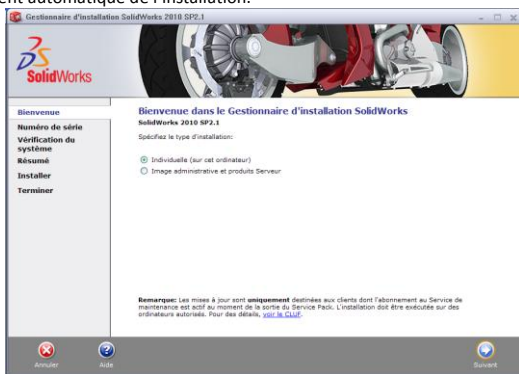 ent automatique de l'installation.
Gestionnaire d'installation SolidWorks 2010 SP2.1
SolidWorks
Bienvenue
Numéro de série
Vérification du
système
Résumé
Installer
Terminer
Bienvenue dans le Gestionnaire d'installation SolidWorks
SolidWorks 2010 SP2.1
Spécifiez le type d'installation:
Individuelle (sur cet ordinateur)
Image administrative et produits Serveur
Remarque: Les mises à jour sont uniquement destinées aux clients dont l'abonnement au Service de
maintenance est actif au moment de la sortie du Service Pack. L'installation doit être exécutée sur des
ordinateurs autorisés. Pour des détails, voir le CLUF.
Annuler
Aide
Suivant